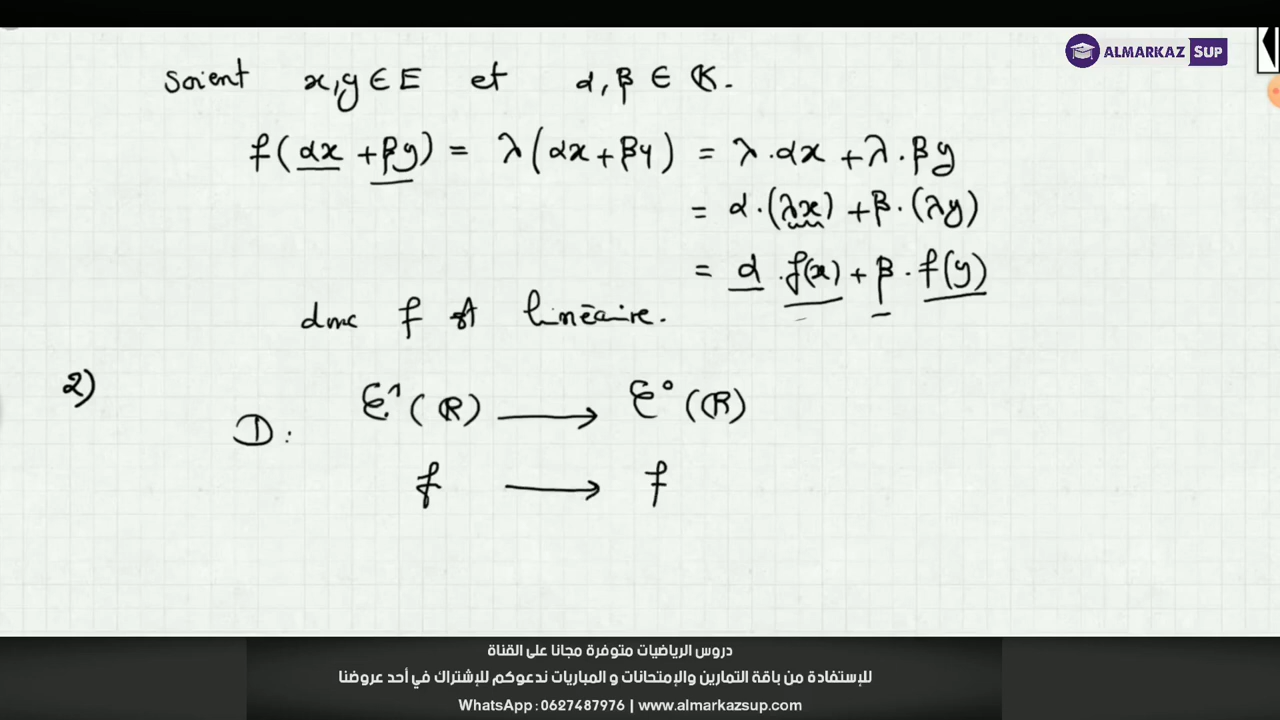 ALMARKAZ SUP
Soient x, y ∈ E et α, β ∈ K.
f(αx + βy) = λ(αx + βy) = λ.αx + λ.βy
= α.(λx) + β.(λy)
= α.f(x) + β.f(y)
donc f est linéaire.
2)
D: C¹(R) ⟶ C⁰(R)
f ⟶ f
دروس الرياضيات متوفرة مجانا على القناة
للإستفادة من باقة التمارين والإمتحانات و المباريات ندعوكم للإشتراك في أحد عروضنا
WhatsApp : 0627487976 | www.almarkazsup.com